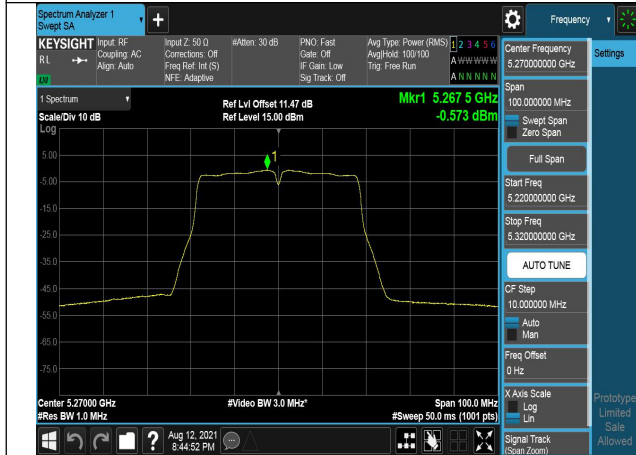 Spectrum Analyzer 1
Swept SA
Frequency
KEYSIGHT
RL
Input: RF
Coupling: AC
Align: Auto
Input Z: 50 Ω
Corrections: Off
Freq Ref: Int (S)
NFE: Adaptive
#Atten: 30 dB
PNO: Fast
Gate: Off
IF Gain: Low
Sig Track: Off
Avg Type: Power (RMS)
Avg|Hold: 100/100
Trig: Free Run
1 2 3 4 5 6
A W W W W W
A N N N N N
1 Spectrum
Scale/Div 10 dB
Log
Ref Lvl Offset 11.47 dB
Ref Level 15.00 dBm
Mkr1 5.267 5 GHz
-0.573 dBm
1
5.00
-5.00
-15.0
-25.0
-35.0
-45.0
-55.0
-65.0
-75.0
Center 5.27000 GHz
#Res BW 1.0 MHz
#Video BW 3.0 MHz*
Span 100.0 MHz
#Sweep 50.0 ms (1001 pts)
Aug 12, 2021
8:44:52 PM
?
Center Frequency
5.270000000 GHz
Settings
Span
100.000000 MHz
Swept Span
Zero Span
Full Span
Start Freq
5.220000000 GHz
Stop Freq
5.320000000 GHz
AUTO TUNE
CF Step
10.000000 MHz
Auto
Man
Freq Offset
0 Hz
X Axis Scale
Log
Lin
Signal Track
(Span Zoom)
Prototype
Limited
Sale
Allowed